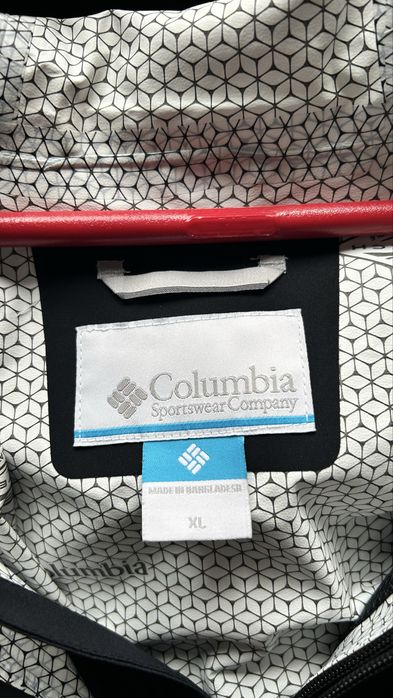 Columbia
Sportswear Company
MADE IN BANGLADESH
XL
lumbia